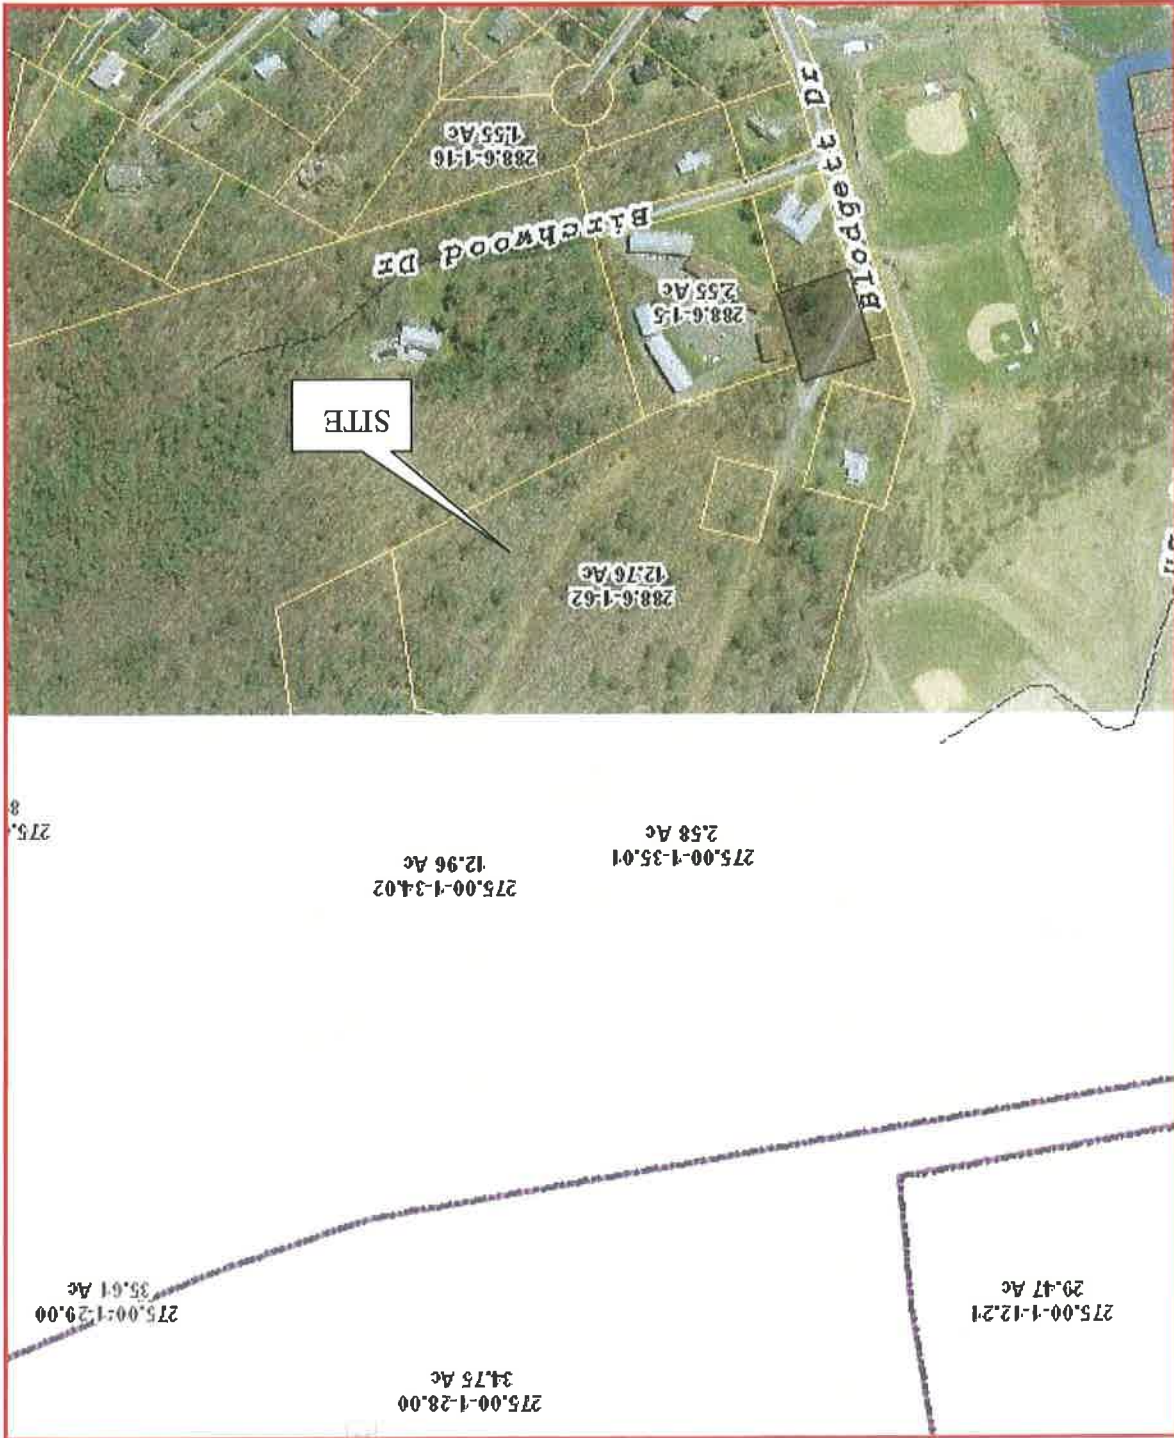 275.00-1-28.00
34.75 Ac
275.00-1-12.21
29.47 Ac
275.00-1-29.00
35.61 Ac
275.00-1-35.01
2.58 Ac
275.00-1-34.02
12.96 Ac
275.
8
288.6-1-62
12.76 Ac
SITE
288.6-1-5
2.55 Ac
Blodgett Dr
Birchwood Dr
288.6-1-16
1.55 Ac